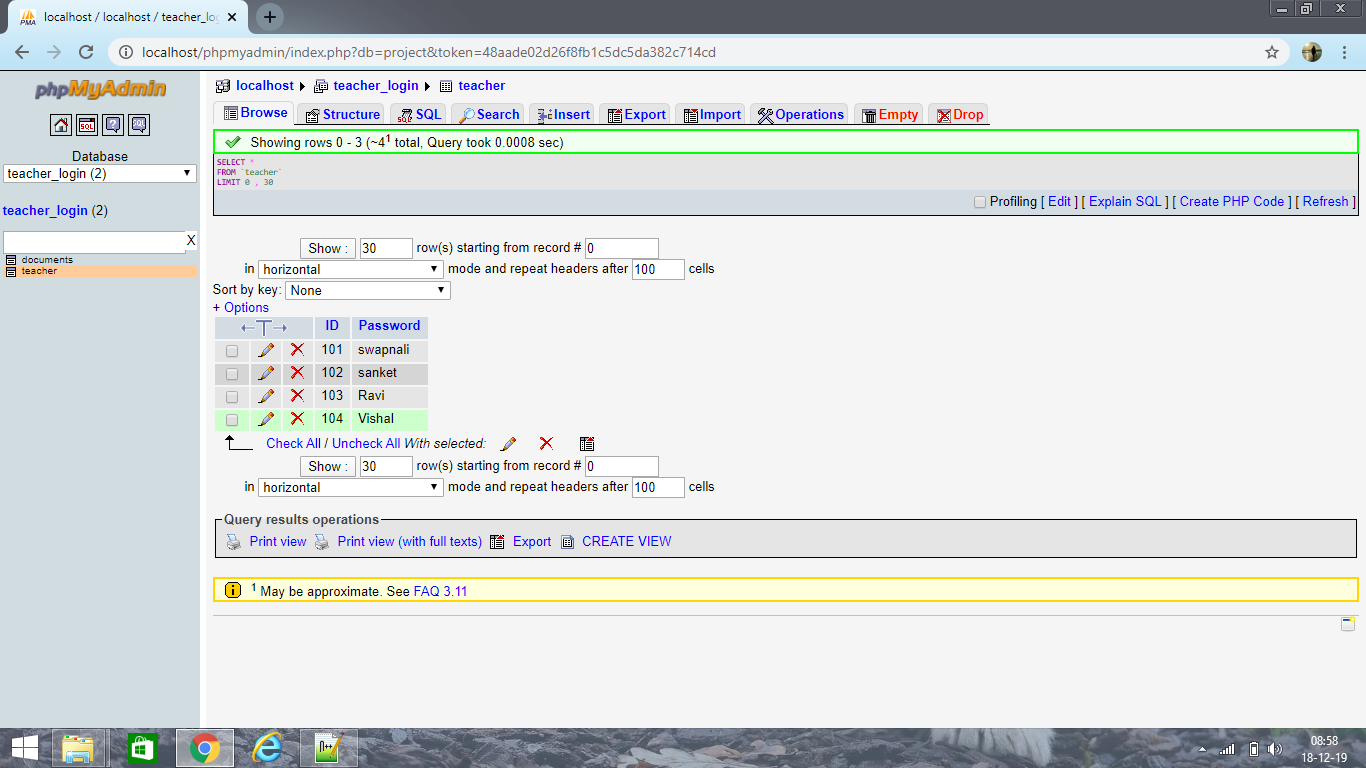 localhost / localhost / teacher_lo
localhost/phpmyadmin/index.php?db=project&token=48aade02d26f8fb1c5dc5da382c714cd
phpMyAdmin
Database
teacher_login (2)
teacher_login (2)
X
documents
teacher
localhost ▸ teacher_login ▸ teacher
Browse Structure SQL Search Insert Export Import Operations Empty Drop
Showing rows 0 - 3 (~4¹ total, Query took 0.0008 sec)
SELECT *
FROM `teacher`
LIMIT 0 , 30
Profiling [ Edit ] [ Explain SQL ] [ Create PHP Code ] [ Refresh ]
Show : 30 row(s) starting from record # 0
in horizontal mode and repeat headers after 100 cells
Sort by key: None
+ Options
←T→ ID Password
101 swapnali
102 sanket
103 Ravi
104 Vishal
Check All / Uncheck All With selected:
Show : 30 row(s) starting from record # 0
in horizontal mode and repeat headers after 100 cells
Query results operations
Print view Print view (with full texts) Export CREATE VIEW
¹ May be approximate. See FAQ 3.11
08:58
18-12-19